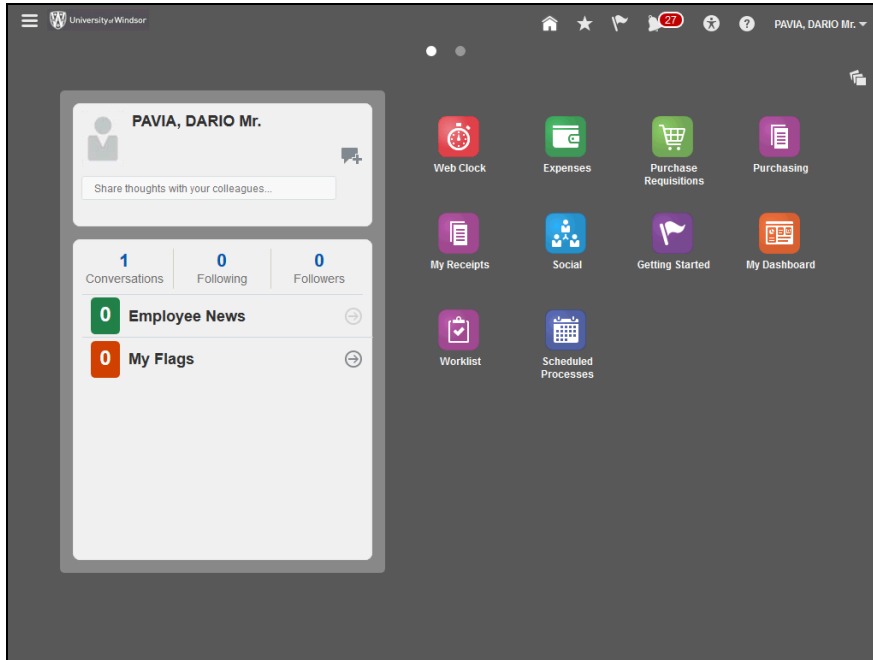 University of Windsor
27
?
PAVIA, DARIO Mr.
PAVIA, DARIO Mr.
Share thoughts with your colleagues...
1
Conversations
0
Following
0
Followers
0 Employee News
0 My Flags
Web Clock
Expenses
Purchase
Requisitions
Purchasing
My Receipts
Social
Getting Started
My Dashboard
Worklist
Scheduled
Processes